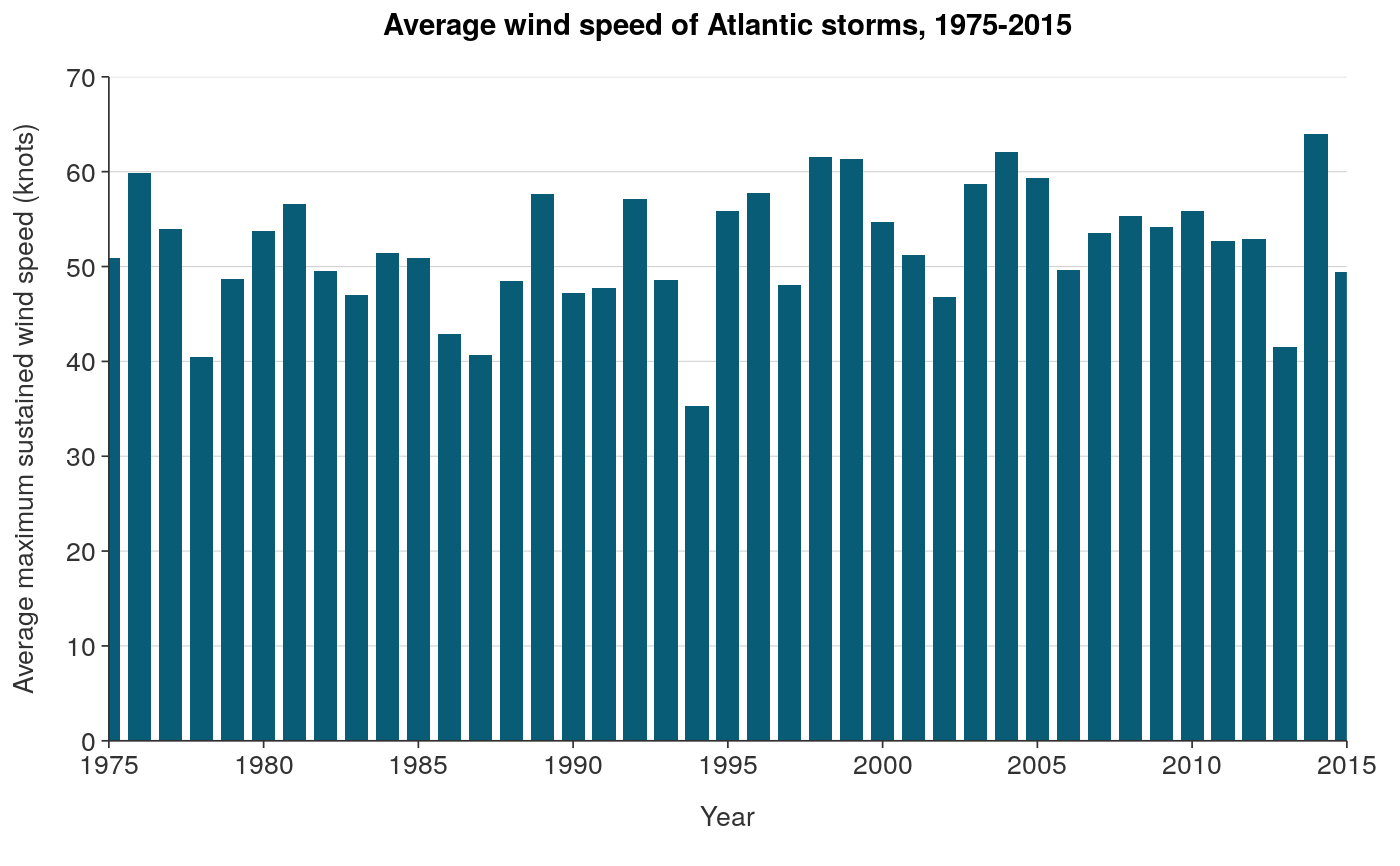 Average wind speed of Atlantic storms, 1975-2015
Average maximum sustained wind speed (knots)
70
60
50
40
30
20
10
0
1975 1980 1985 1990 1995 2000 2005 2010 2015
Year